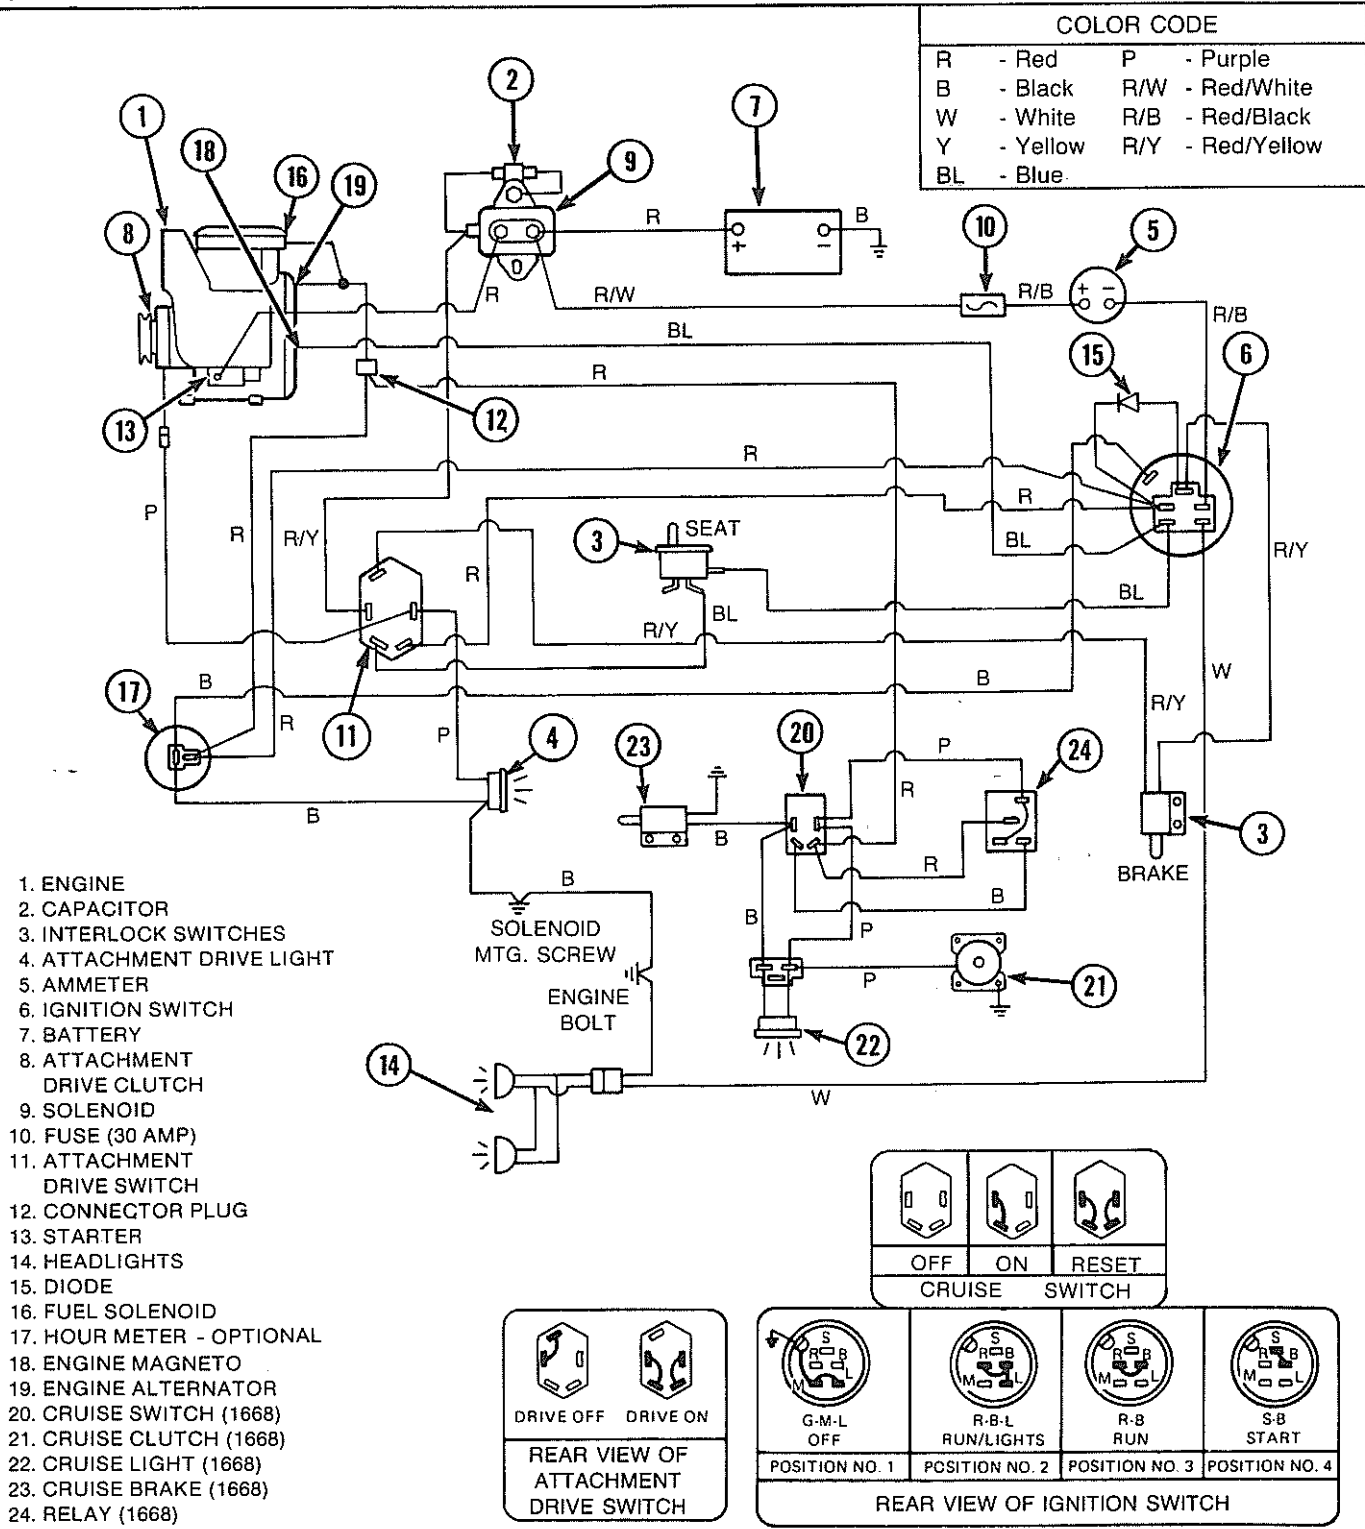 COLOR CODE
R - Red P - Purple
B - Black R/W - Red/White
W - White R/B - Red/Black
Y - Yellow R/Y - Red/Yellow
BL - Blue
2
7
1
18
16
19
9
8
10
5
R
B
+
−
R
R/W
R/B
+ −
R/B
BL
15
6
R
13
12
R
P
R
R/Y
R
R
3
SEAT
BL
R/Y
BL
R/Y
BL
17
B
B
W
R
11
P
4
23
20
P
24
R/Y
R
B
B
R
3
BRAKE
B
SOLENOID
MTG. SCREW
B
P
B
ENGINE
BOLT
P
21
22
14
W
1. ENGINE
2. CAPACITOR
3. INTERLOCK SWITCHES
4. ATTACHMENT DRIVE LIGHT
5. AMMETER
6. IGNITION SWITCH
7. BATTERY
8. ATTACHMENT
DRIVE CLUTCH
9. SOLENOID
10. FUSE (30 AMP)
11. ATTACHMENT
DRIVE SWITCH
12. CONNECTOR PLUG
13. STARTER
14. HEADLIGHTS
15. DIODE
16. FUEL SOLENOID
17. HOUR METER - OPTIONAL
18. ENGINE MAGNETO
19. ENGINE ALTERNATOR
20. CRUISE SWITCH (1668)
21. CRUISE CLUTCH (1668)
22. CRUISE LIGHT (1668)
23. CRUISE BRAKE (1668)
24. RELAY (1668)
OFF ON RESET
CRUISE SWITCH
DRIVE OFF DRIVE ON
REAR VIEW OF
ATTACHMENT
DRIVE SWITCH
S
B
M
L
G-M-L
OFF
POSITION NO. 1
S
R B
M L
R-B-L
RUN/LIGHTS
POSITION NO. 2
S
R B
M L
R-B
RUN
POSITION NO. 3
S
R B
M L
S-B
START
POSITION NO. 4
REAR VIEW OF IGNITION SWITCH